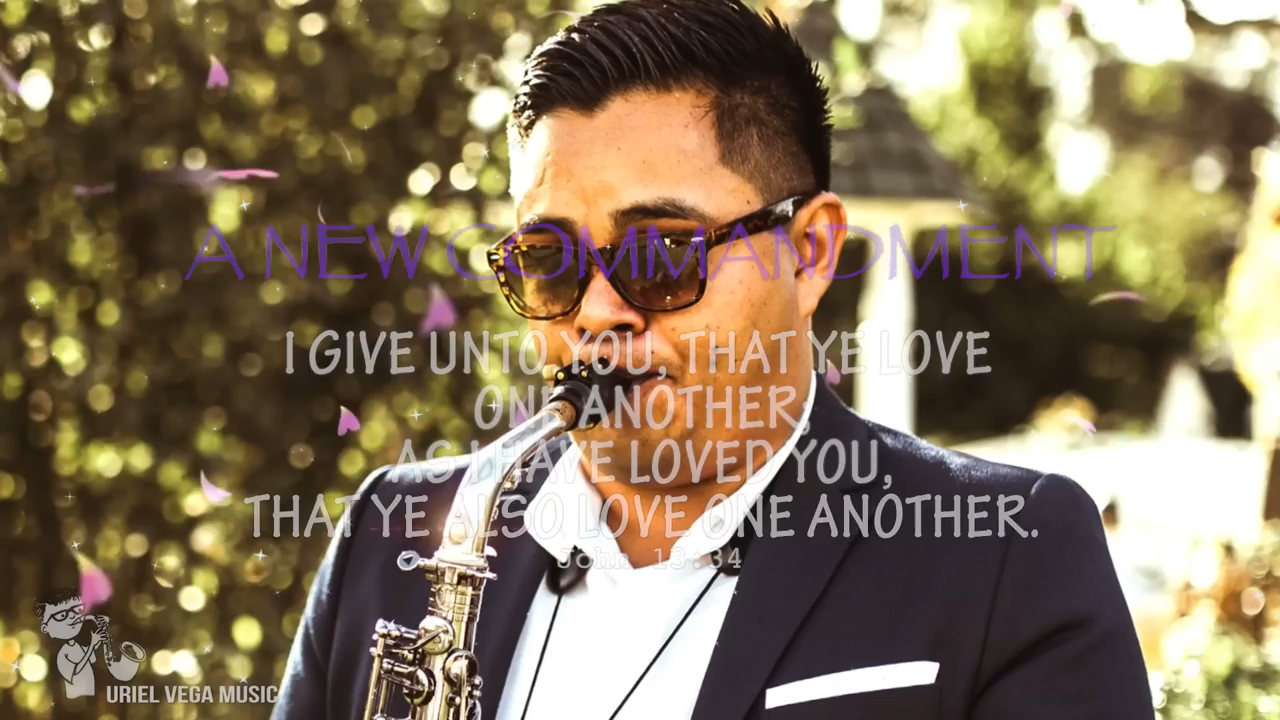 A NEW COMMANDMENT
I GIVE UNTO YOU, THAT YE LOVE
ONE ANOTHER
AS I HAVE LOVED YOU,
THAT YE ALSO LOVE ONE ANOTHER.
John 13:34
URIEL VEGA MUSIC